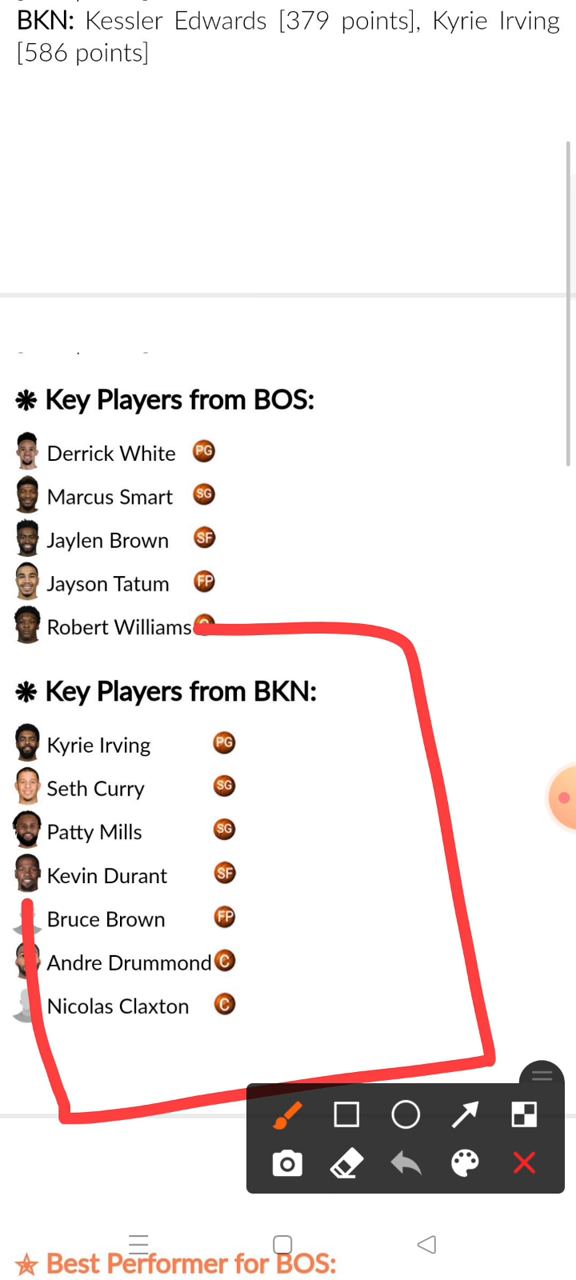 BKN: Kessler Edwards [379 points], Kyrie Irving
[586 points]
✱ Key Players from BOS:
Derrick White PG
Marcus Smart SG
Jaylen Brown SF
Jayson Tatum FP
Robert Williams
✱ Key Players from BKN:
Kyrie Irving PG
Seth Curry SG
Patty Mills SG
Kevin Durant SF
Bruce Brown FP
Andre Drummond C
Nicolas Claxton C
Best Performer for BOS: